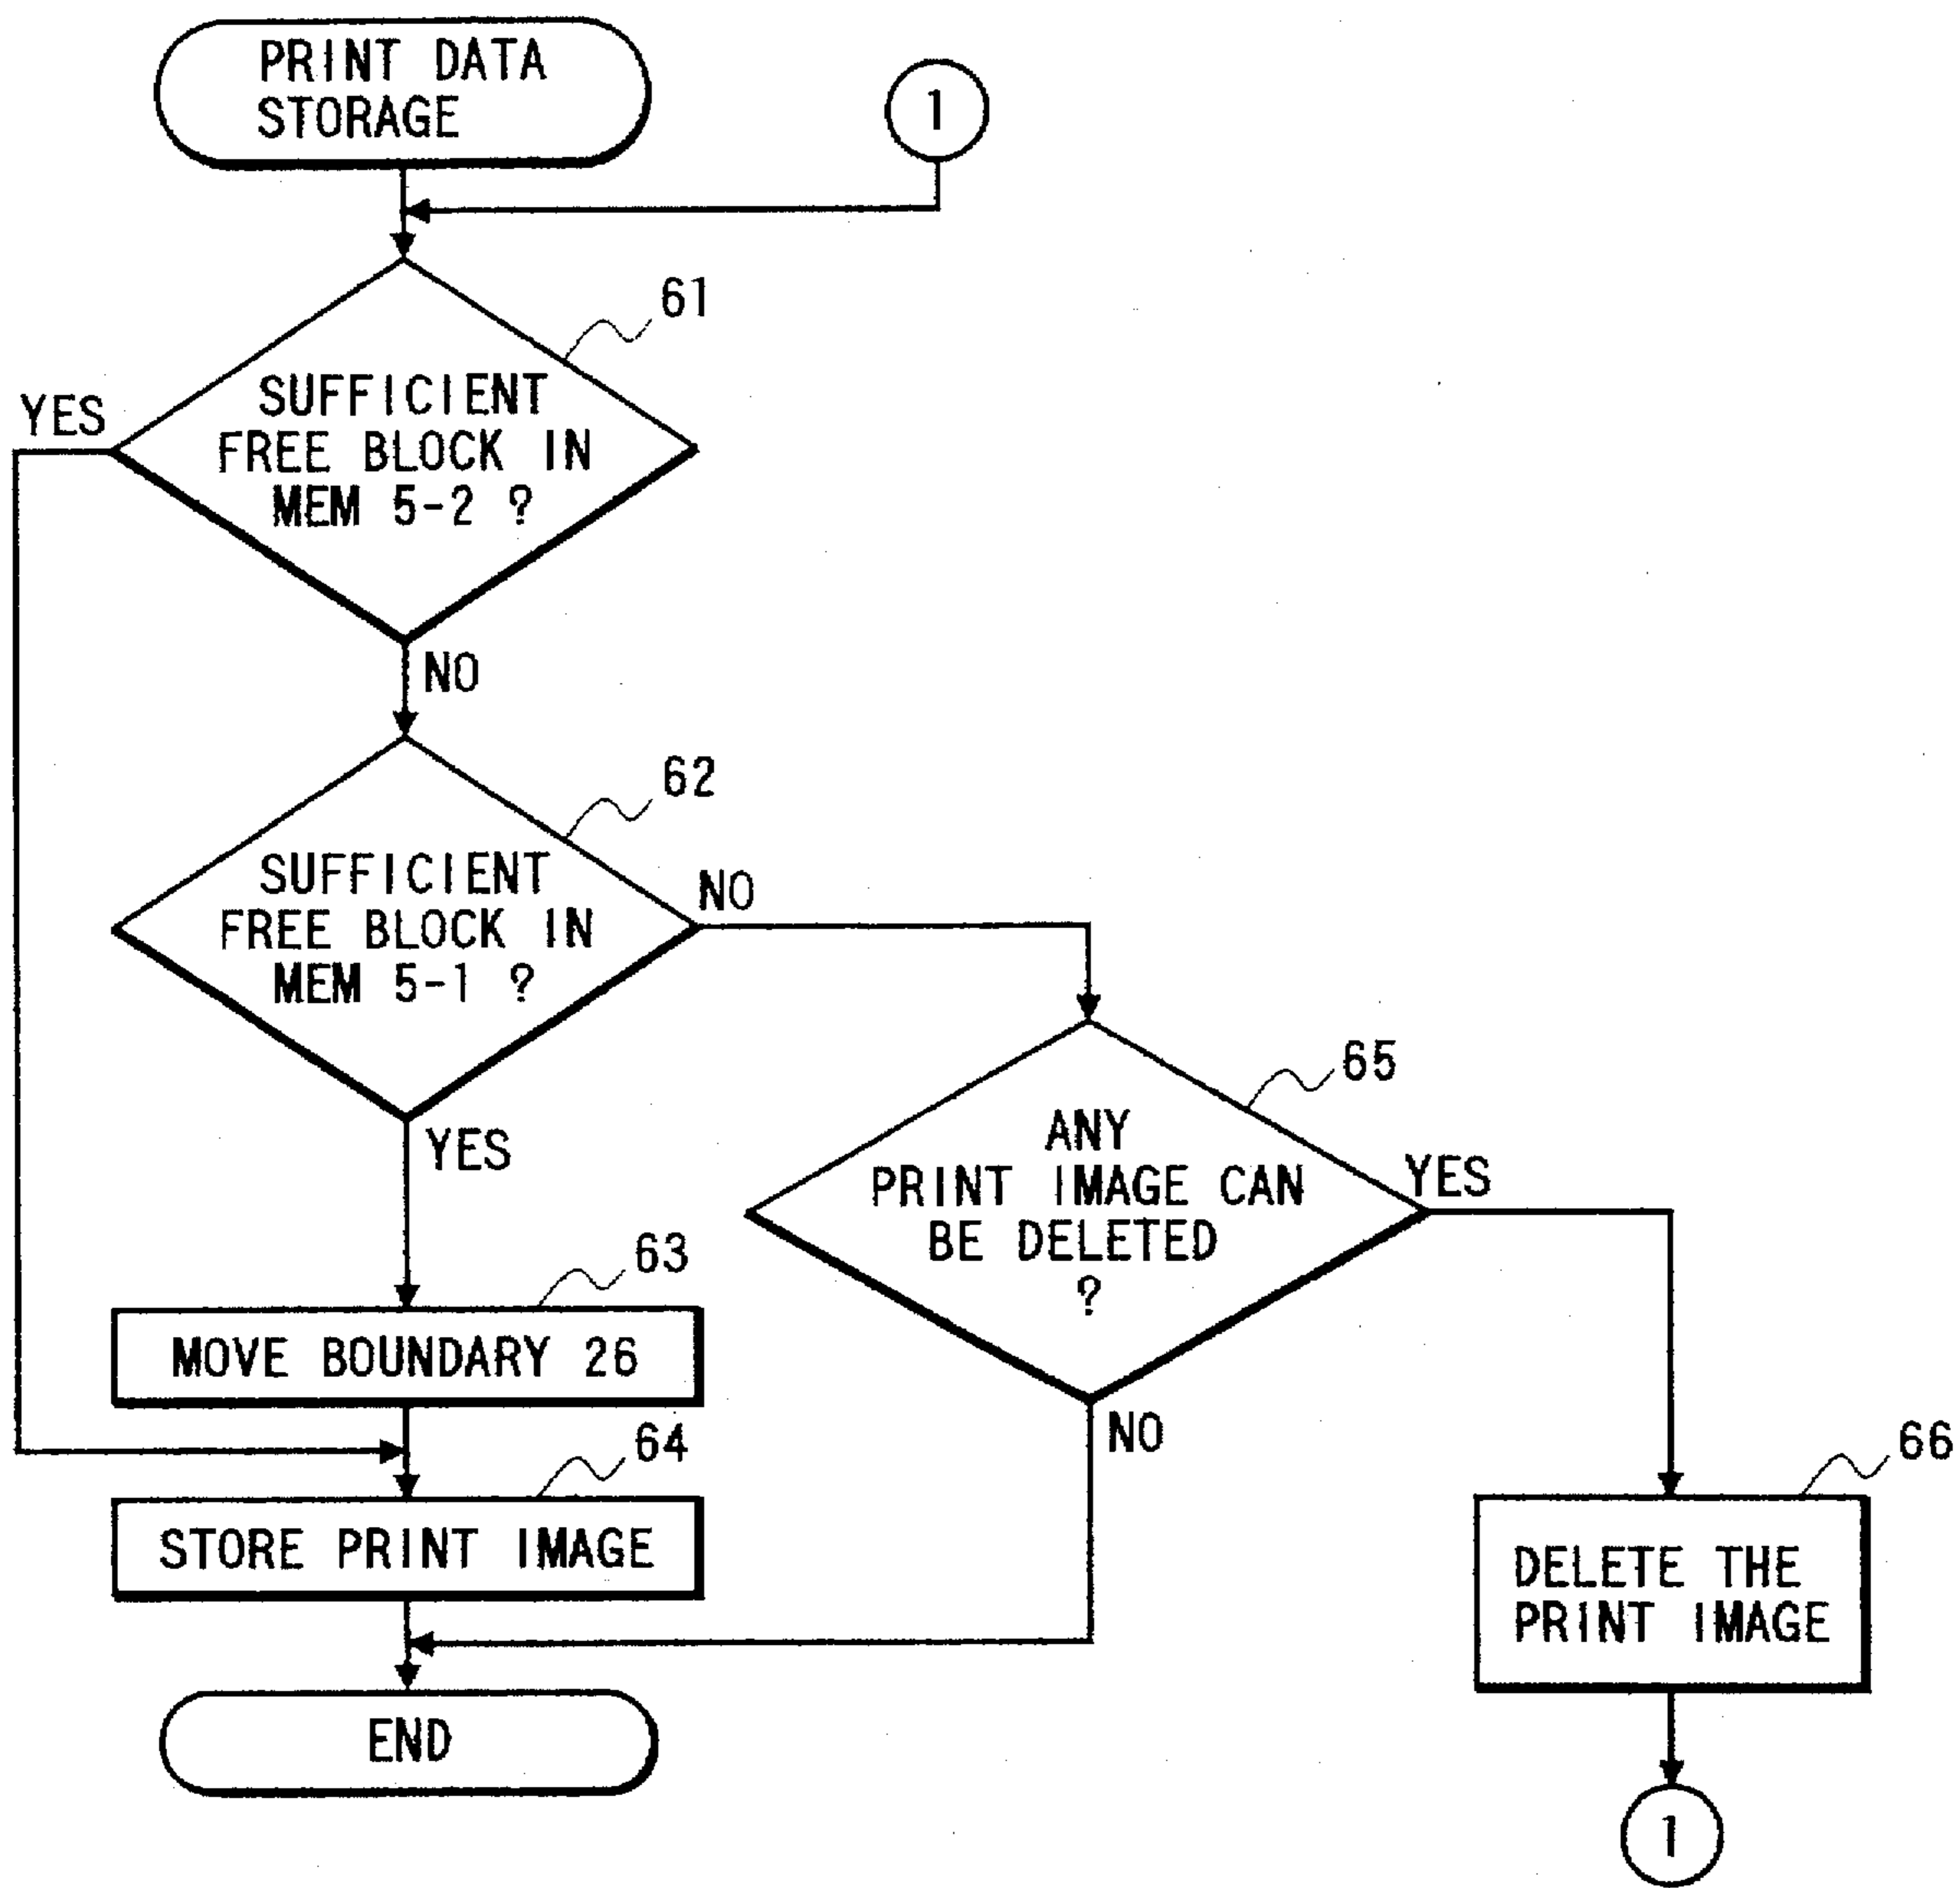 PRINT DATA
STORAGE
1
61
YES
SUFFICIENT
FREE BLOCK IN
MEM 5-2 ?
NO
62
SUFFICIENT
FREE BLOCK IN
MEM 5-1 ?
NO
YES
65
ANY
PRINT IMAGE CAN
BE DELETED
?
YES
NO
63
MOVE BOUNDARY 26
64
STORE PRINT IMAGE
66
DELETE THE
PRINT IMAGE
END
1